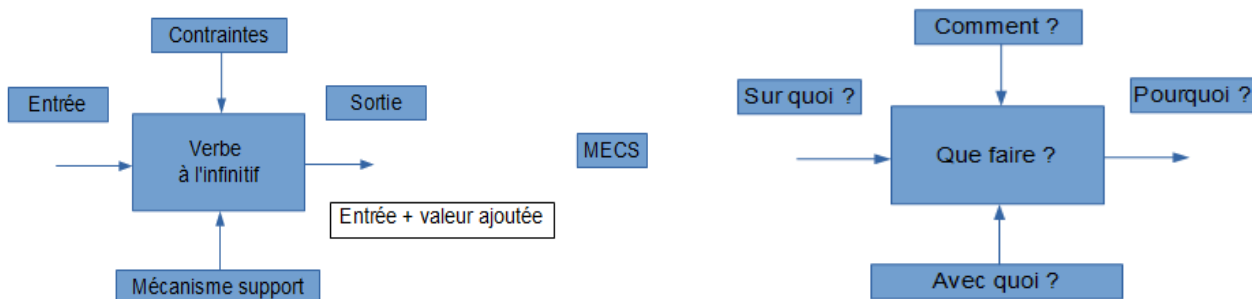 Contraintes
Entrée
Sortie
Verbe
à l'infinitif
Entrée + valeur ajoutée
Mécanisme support
MECS
Comment ?
Sur quoi ?
Pourquoi ?
Que faire ?
Avec quoi ?